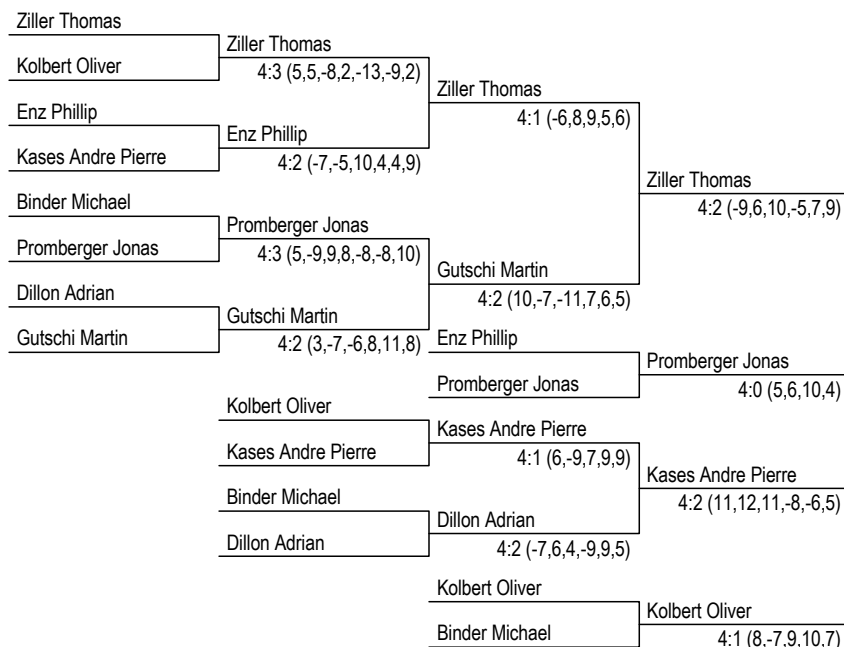 Ziller Thomas
Kolbert Oliver
Enz Phillip
Kases Andre Pierre
Binder Michael
Promberger Jonas
Dillon Adrian
Gutschi Martin
Ziller Thomas
4:3 (5,5,-8,2,-13,-9,2)
Enz Phillip
4:2 (-7,-5,10,4,4,9)
Promberger Jonas
4:3 (5,-9,9,8,-8,-8,10)
Gutschi Martin
4:2 (3,-7,-6,8,11,8)
Ziller Thomas
4:1 (-6,8,9,5,6)
Gutschi Martin
4:2 (10,-7,-11,7,6,5)
Ziller Thomas
4:2 (-9,6,10,-5,7,9)
Enz Phillip
Promberger Jonas
Promberger Jonas
4:0 (5,6,10,4)
Kolbert Oliver
Kases Andre Pierre
Binder Michael
Dillon Adrian
Kases Andre Pierre
4:1 (6,-9,7,9,9)
Dillon Adrian
4:2 (-7,6,4,-9,9,5)
Kases Andre Pierre
4:2 (11,12,11,-8,-6,5)
Kolbert Oliver
Binder Michael
Kolbert Oliver
4:1 (8,-7,9,10,7)